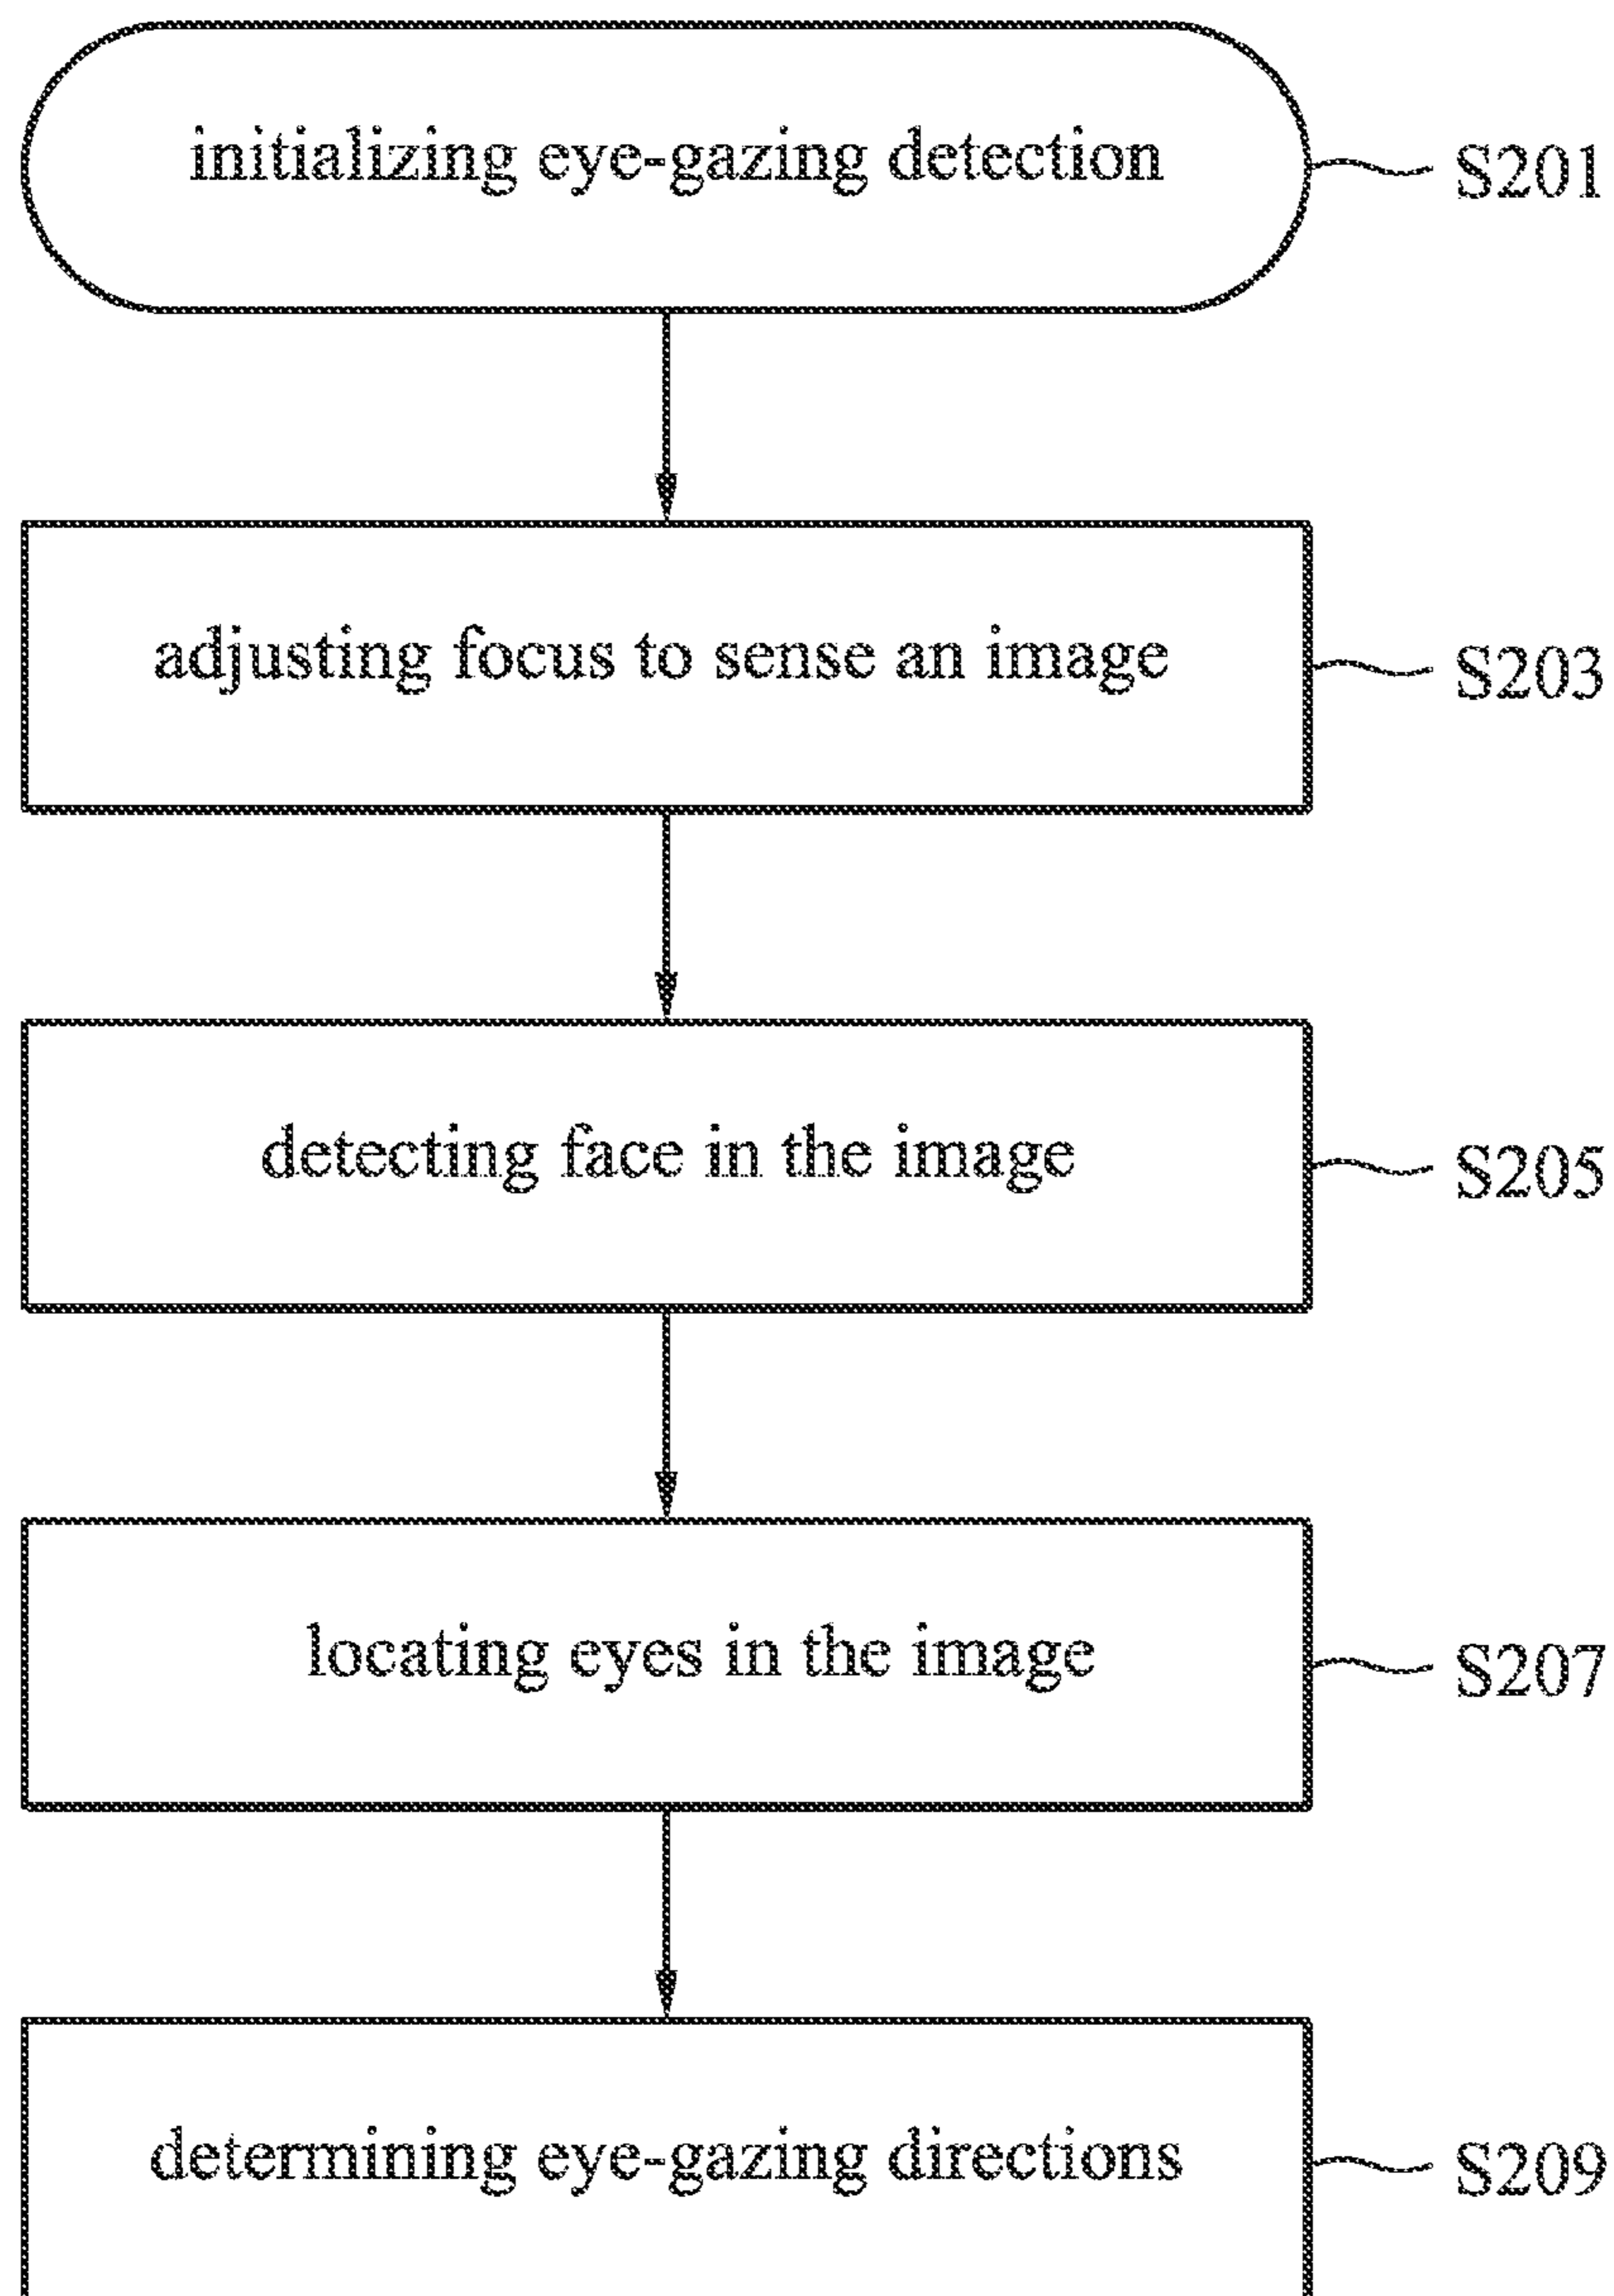 initializing eye-gazing detection S201
adjusting focus to sense an image S203
detecting face in the image S205
locating eyes in the image S207
determining eye-gazing directions S209